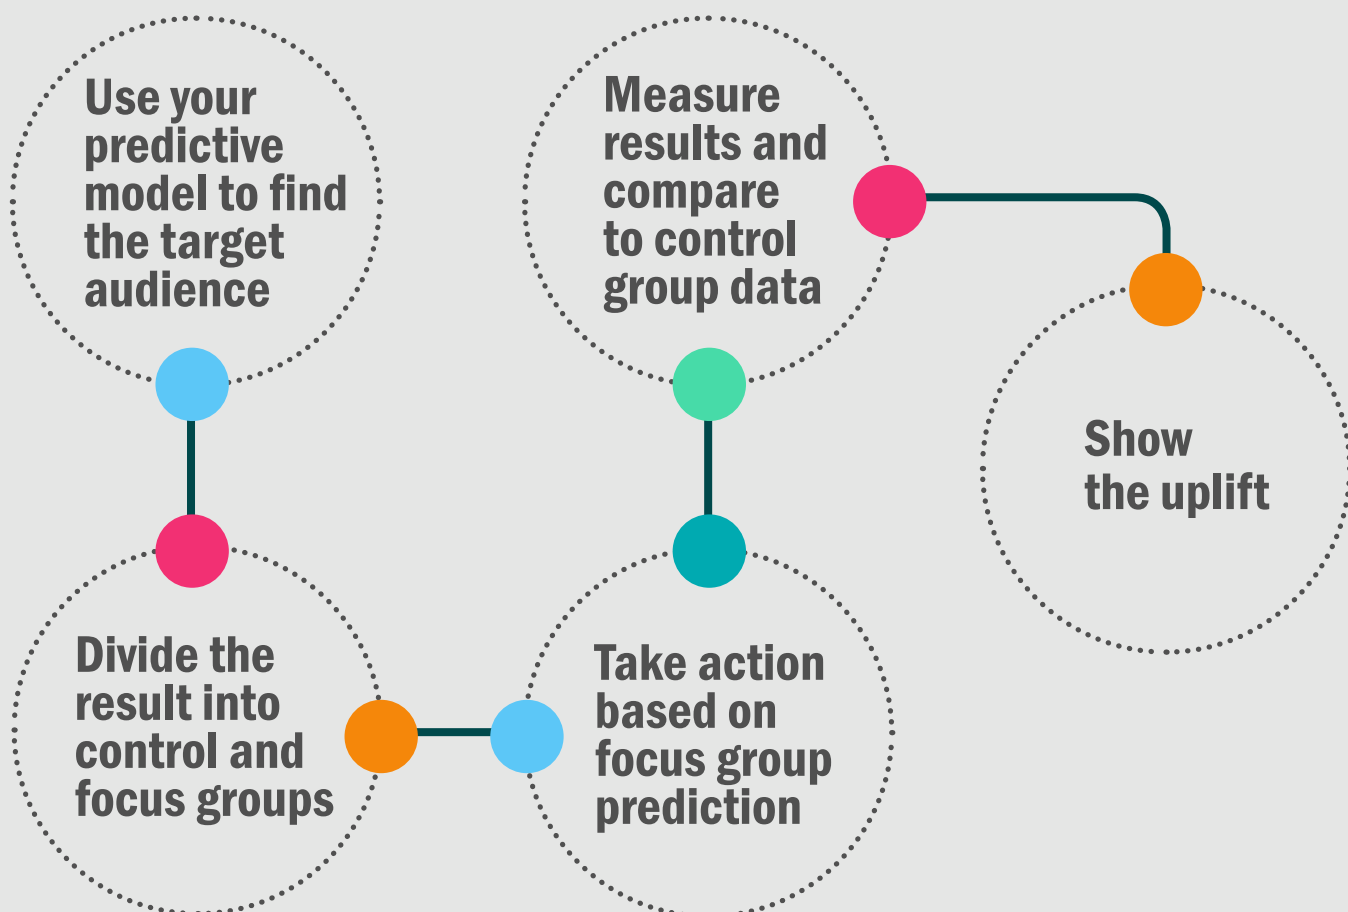 Use your
predictive
model to find
the target
audience
Divide the
result into
control and
focus groups
Take action
based on
focus group
prediction
Measure
results and
compare
to control
group data
Show
the uplift